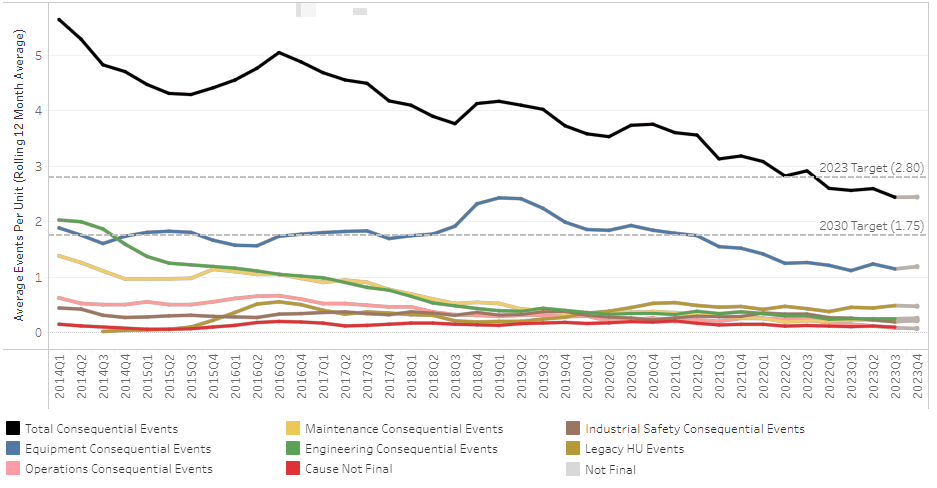 Average Events Per Unit (Rolling 12 Month Average)
5
4
3
2
1
0
2023 Target (2.80)
2030 Target (1.75)
2014Q1
2014Q2
2014Q3
2014Q4
2015Q1
2015Q2
2015Q3
2015Q4
2016Q1
2016Q2
2016Q3
2016Q4
2017Q1
2017Q2
2017Q3
2017Q4
2018Q1
2018Q2
2018Q3
2018Q4
2019Q1
2019Q2
2019Q3
2019Q4
2020Q1
2020Q2
2020Q3
2020Q4
2021Q1
2021Q2
2021Q3
2021Q4
2022Q1
2022Q2
2022Q3
2022Q4
2023Q1
2023Q2
2023Q3
2023Q4
Total Consequential Events
Maintenance Consequential Events
Industrial Safety Consequential Events
Equipment Consequential Events
Engineering Consequential Events
Legacy HU Events
Operations Consequential Events
Cause Not Final
Not Final